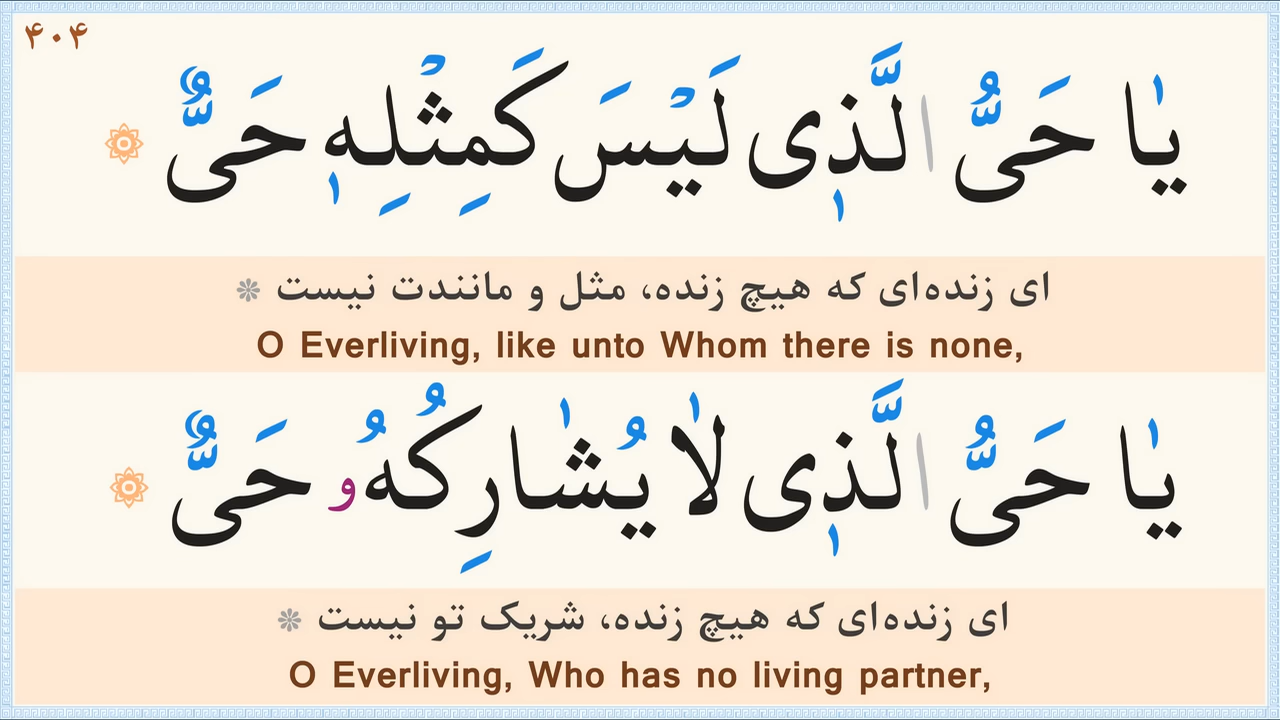 ۴۰۴
يٰا حَىُّ الَّذٖى لَيْسَ كَمِثْلِهٖ حَىٌّ
ای زنده‌ای که هیچ زنده، مثل و مانندت نیست
O Everliving, like unto Whom there is none,
يٰا حَىُّ الَّذٖى لٰا يُشٰارِكُهُو حَىٌّ
ای زنده‌ای که هیچ زنده، شریک تو نیست
O Everliving, Who has no living partner,